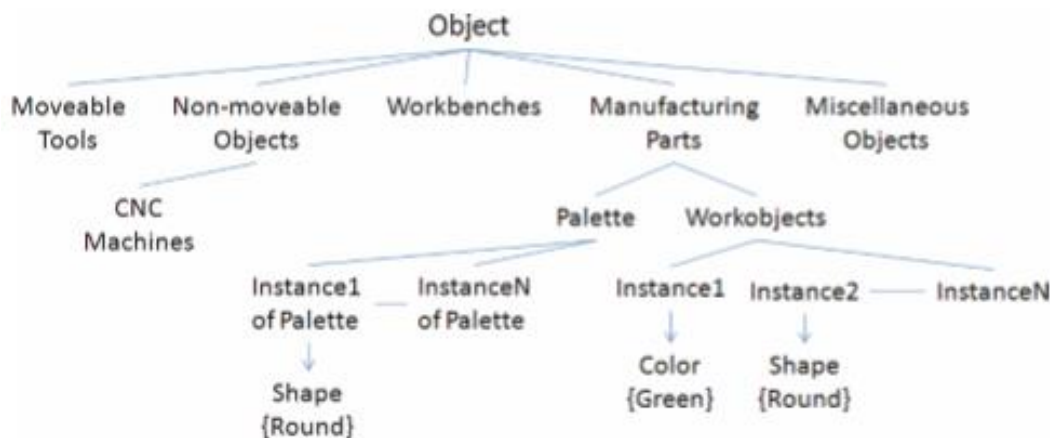 Object
Moveable Tools
Non-moveable Objects
Workbenches
Manufacturing Parts
Miscellaneous Objects
CNC Machines
Palette
Workobjects
Instance1 of Palette
InstanceN of Palette
Instance1
Instance2
InstanceN
Shape {Round}
Color {Green}
Shape {Round}